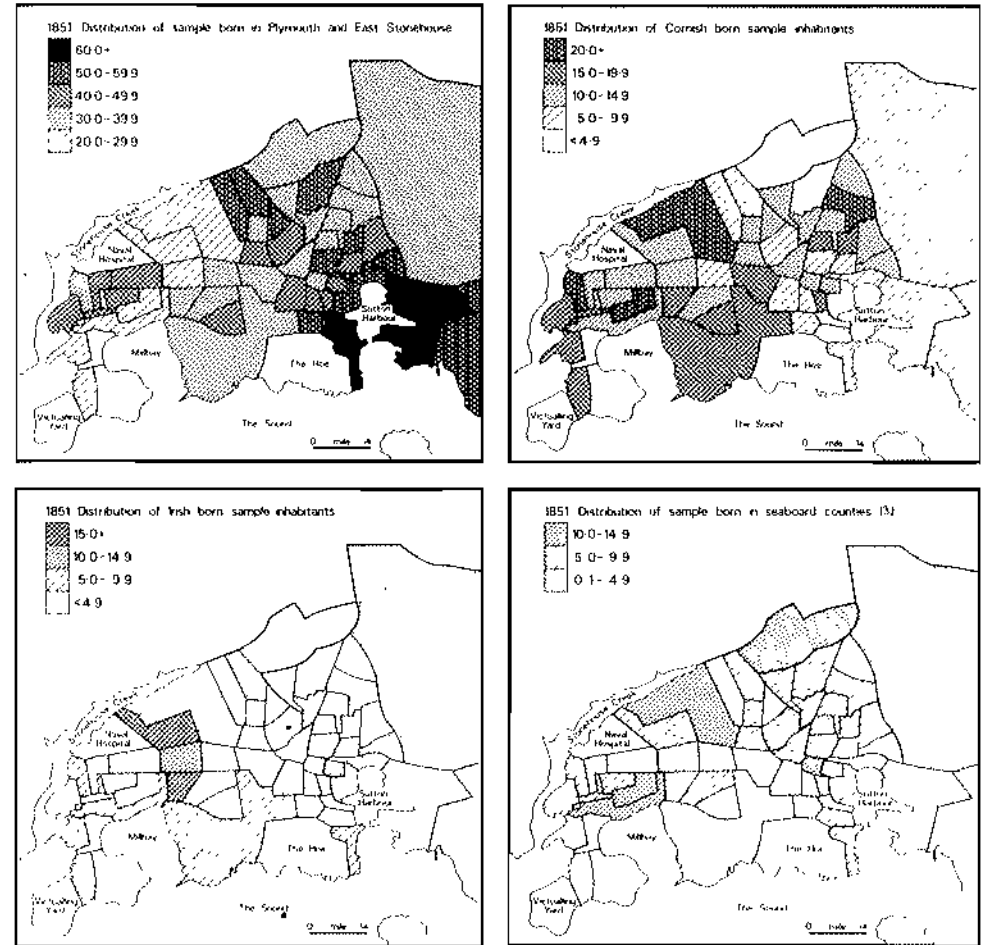 1851 Distribution of sample born in Plymouth and East Stonehouse
60·0+
50·0-59·9
40·0-49·9
30·0-39·9
20·0-29·9
Creek
Naval
Hospital
Sutton
Harbour
Millbay
The Hoe
Victualling
Yard
The Sound
0 mile ¼
1851 Distribution of Cornish born sample inhabitants
20·0+
15·0-19·9
10·0-14·9
5·0-9·9
<4·9
Creek
Naval
Hospital
Sutton
Harbour
Millbay
The Hoe
Victualling
Yard
The Sound
0 mile ¼
1851 Distribution of Irish born sample inhabitants
15·0+
10·0-14·9
5·0-9·9
<4·9
Creek
Naval
Hospital
Sutton
Harbour
Millbay
The Hoe
Victualling
Yard
The Sound
0 mile ¼
1851 Distribution of sample born in seaboard counties (3)
10·0-14·9
5·0-9·9
0·1-4·9
Creek
Naval
Hospital
Sutton
Harbour
Millbay
The Hoe
Victualling
Yard
The Sound
0 mile ¼